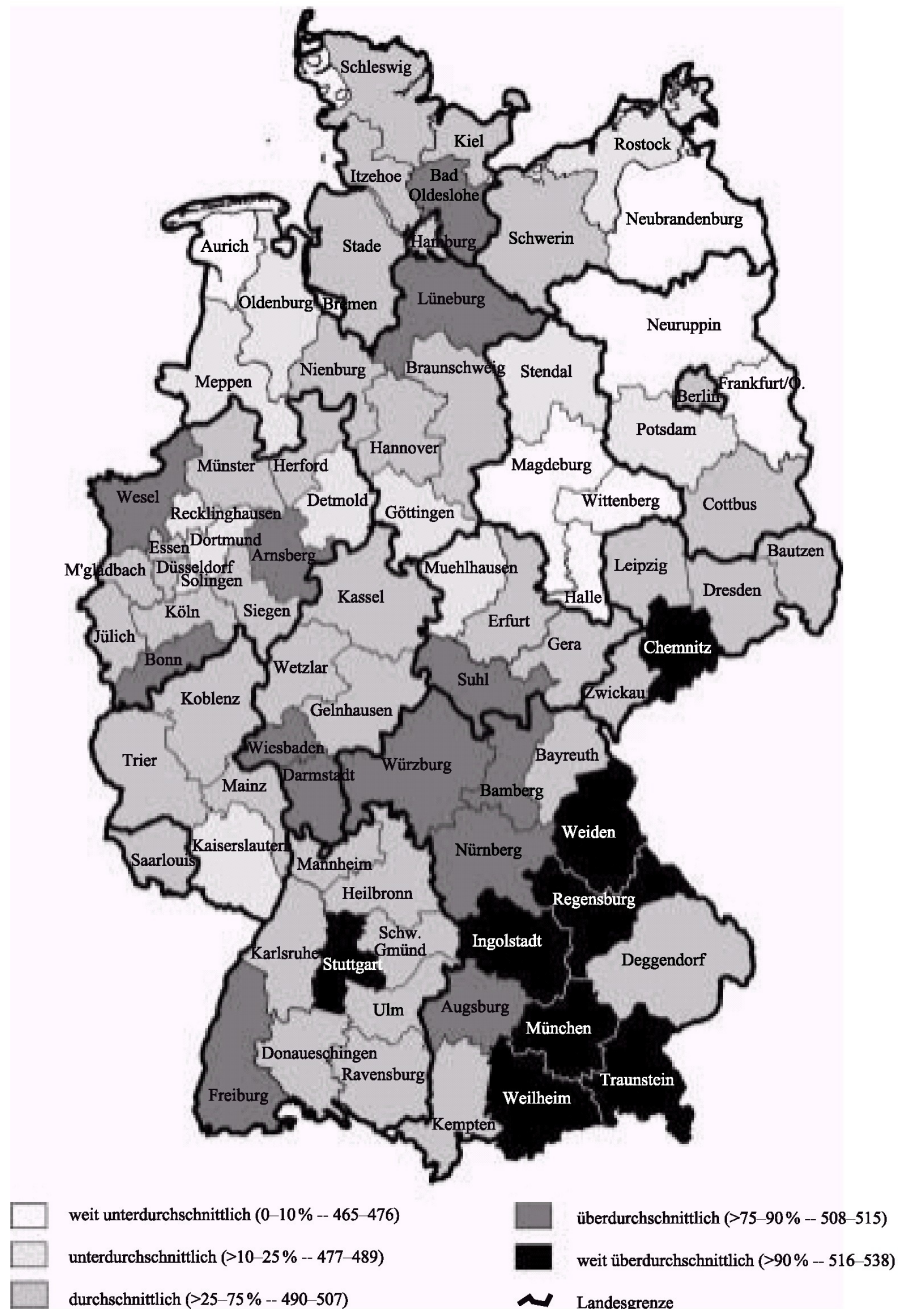 Schleswig
Kiel
Rostock
Itzehoe
Bad
Oldeslohe
Neubrandenburg
Hamburg
Schwerin
Aurich
Stade
Oldenburg
Bremen
Lüneburg
Neuruppin
Nienburg
Braunschweig
Stendal
Meppen
Frankfurt/O.
Berlin
Potsdam
Hannover
Münster
Herford
Magdeburg
Wesel
Detmold
Wittenberg
Cottbus
Recklinghausen
Göttingen
Dortmund
Essen
Arnsberg
Bautzen
M'gladbach
Düsseldorf
Solingen
Muehlhausen
Leipzig
Dresden
Kassel
Halle
Köln
Siegen
Erfurt
Jülich
Gera
Chemnitz
Bonn
Wetzlar
Suhl
Zwickau
Koblenz
Gelnhausen
Trier
Wiesbaden
Würzburg
Bayreuth
Mainz
Darmstadt
Bamberg
Weiden
Kaiserslautern
Nürnberg
Saarlouis
Mannheim
Heilbronn
Regensburg
Schw.
Gmünd
Ingolstadt
Karlsruhe
Stuttgart
Deggendorf
Ulm
Augsburg
München
Donaueschingen
Ravensburg
Traunstein
Freiburg
Weilheim
Kempten
weit unterdurchschnittlich (0–10 % -- 465–476)
unterdurchschnittlich (>10–25 % -- 477–489)
durchschnittlich (>25–75 % -- 490–507)
überdurchschnittlich (>75–90 % -- 508–515)
weit überdurchschnittlich (>90 % -- 516–538)
Landesgrenze